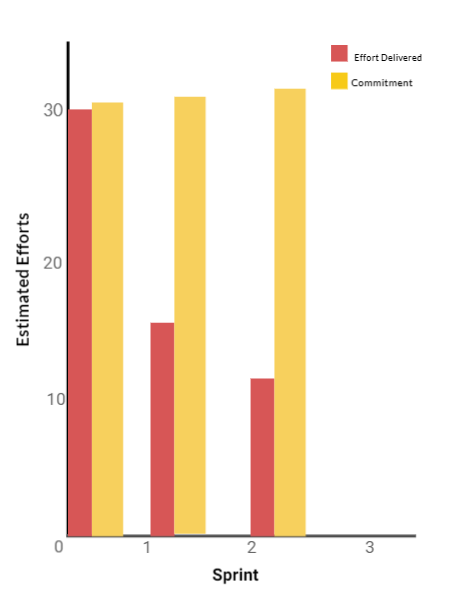 Effort Delivered
Commitment
30
20
10
Estimated Efforts
0 1 2 3
Sprint